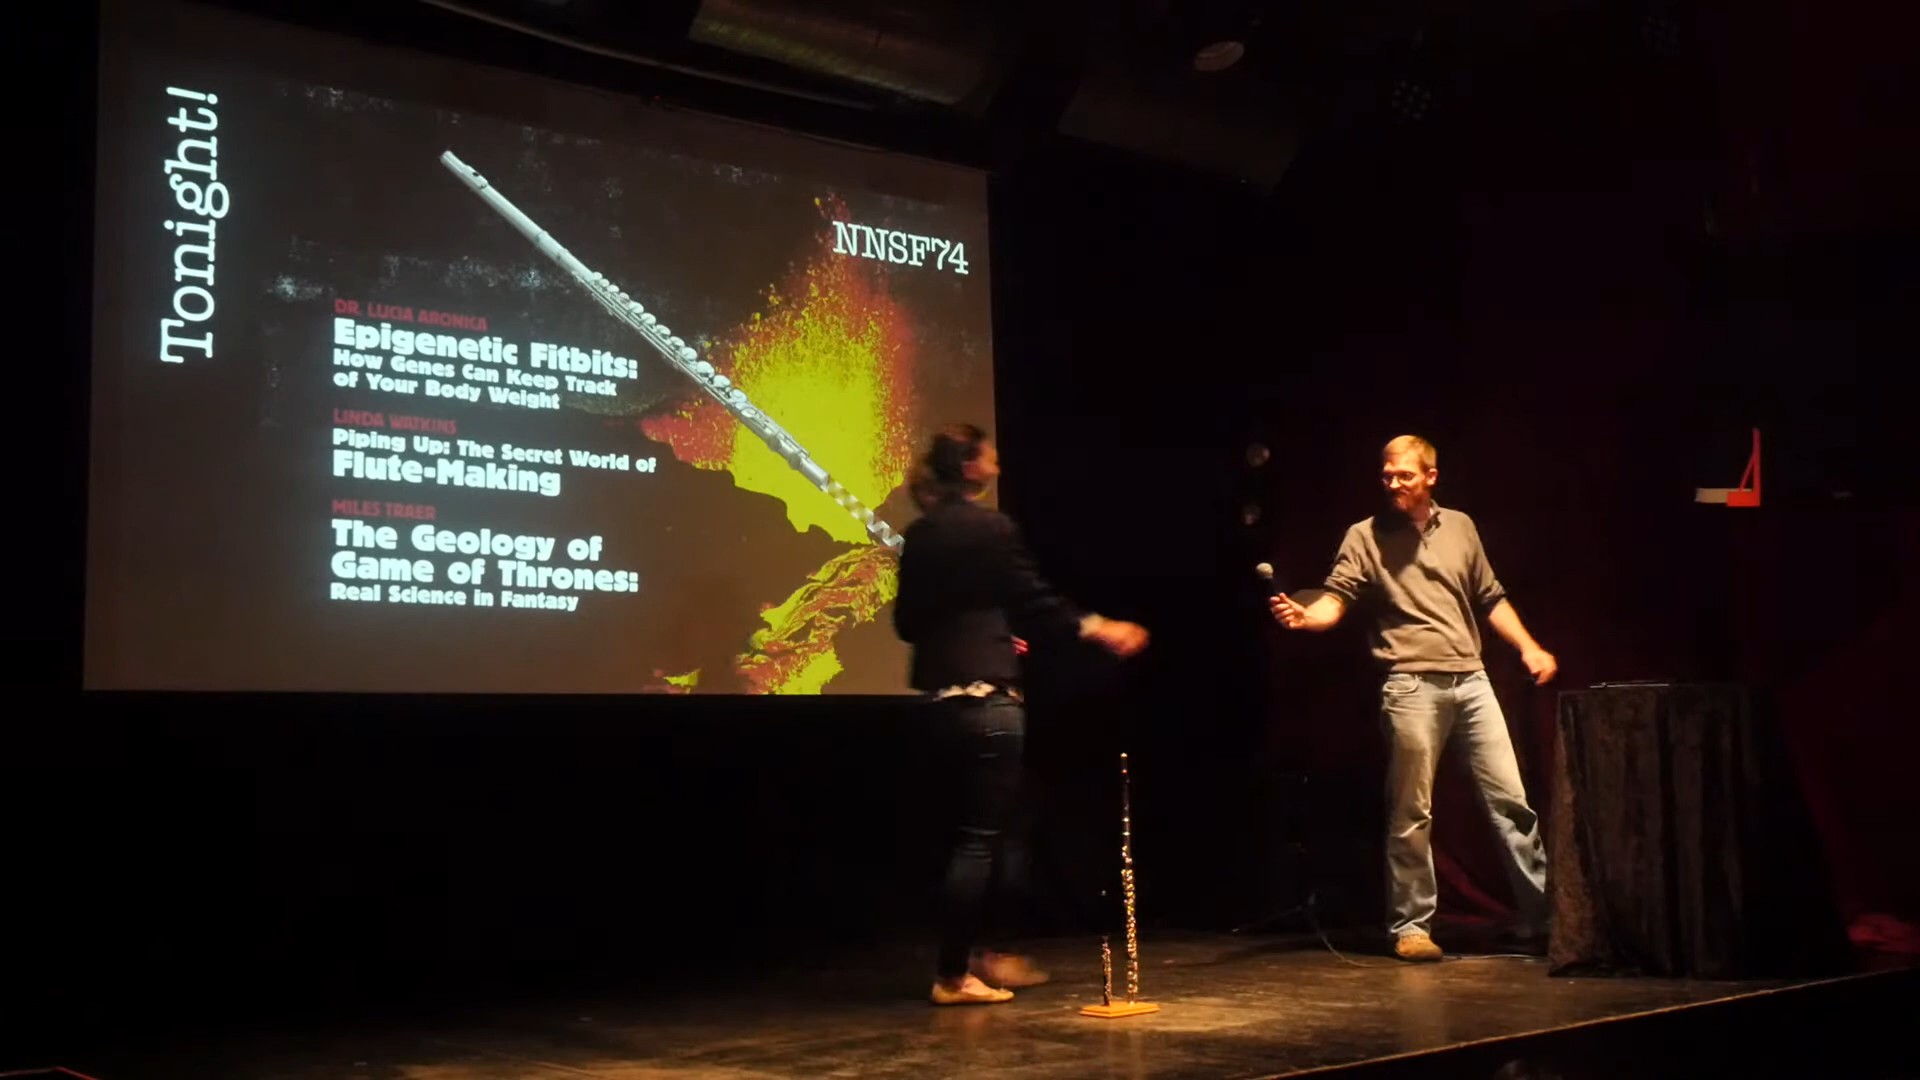 Tonight!
NNSF74
DR. LUCIA ARONICA
Epigenetic Fitbits:
How Genes Can Keep Track
of Your Body Weight
LINDA WATKINS
Piping Up: The Secret World of
Flute-Making
MILES TRAER
The Geology of
Game of Thrones:
Real Science in Fantasy